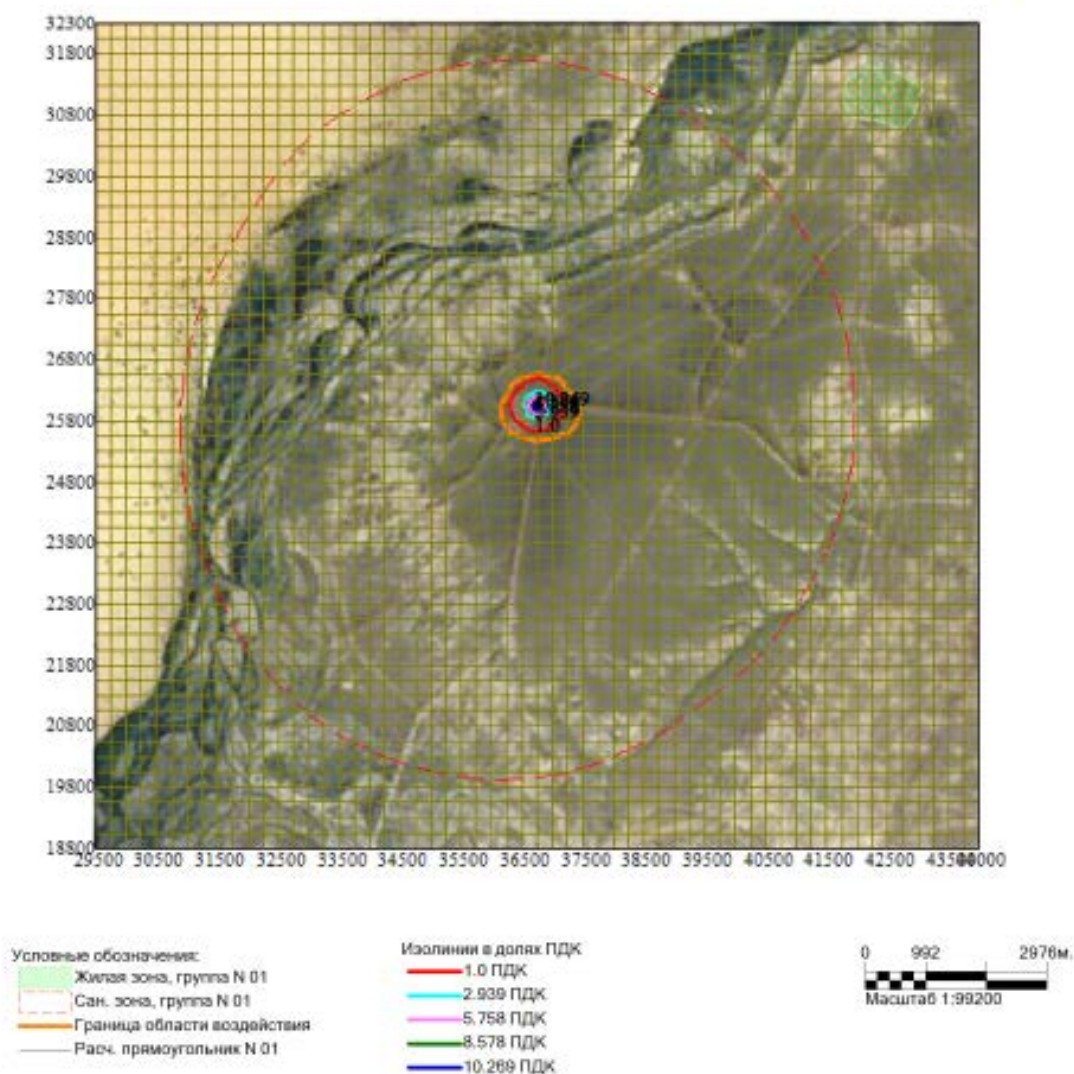 32300
31800
30800
29800
28800
27800
26800
25800
24800
23800
22800
21800
20800
19800
18800
1.0
29500 30500 31500 32500 33500 34500 35500 36500 37500 38500 39500 40500 41500 42500 43500 44000
Условные обозначения:
Жилая зона, группа N 01
Сан. зона, группа N 01
Граница области воздействия
Расч. прямоугольник N 01
Изолинии в долях ПДК
1.0 ПДК
2.939 ПДК
5.758 ПДК
8.578 ПДК
10.269 ПДК
0 992 2976м.
Масштаб 1:99200